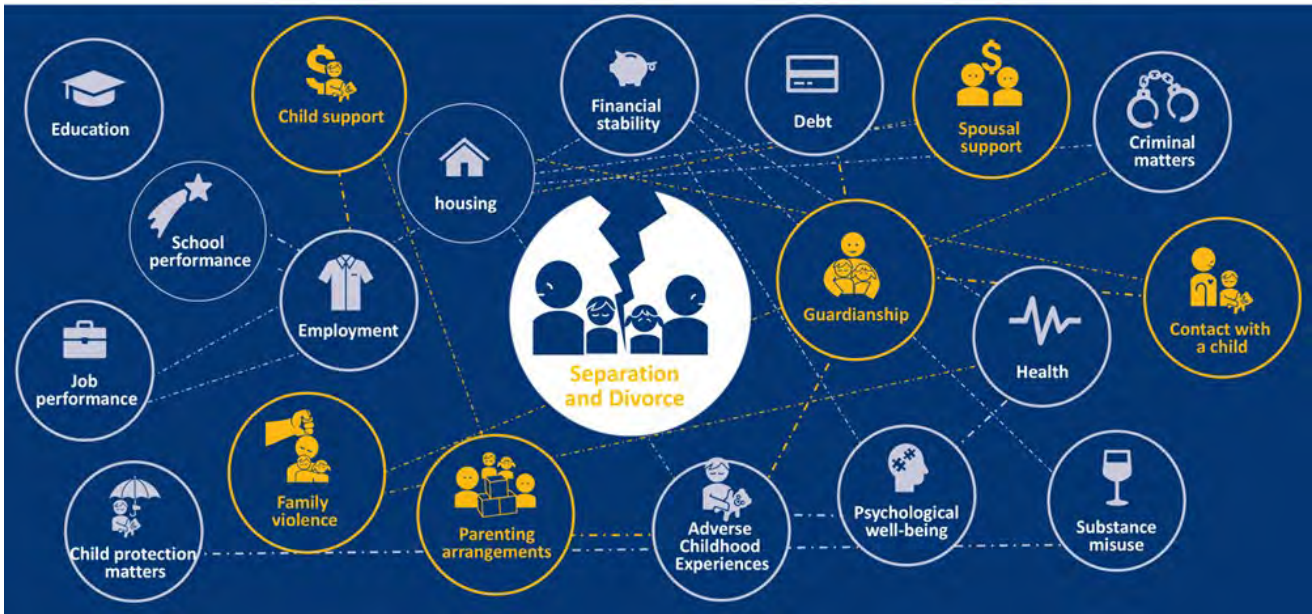 Education
Child support
housing
Financial
stability
Debt
Spousal
support
Criminal
matters
School
performance
Employment
Job
performance
Separation
and Divorce
Guardianship
Health
Contact with
a child
Family
violence
Parenting
arrangements
Child protection
matters
Adverse
Childhood
Experiences
Psychological
well-being
Substance
misuse